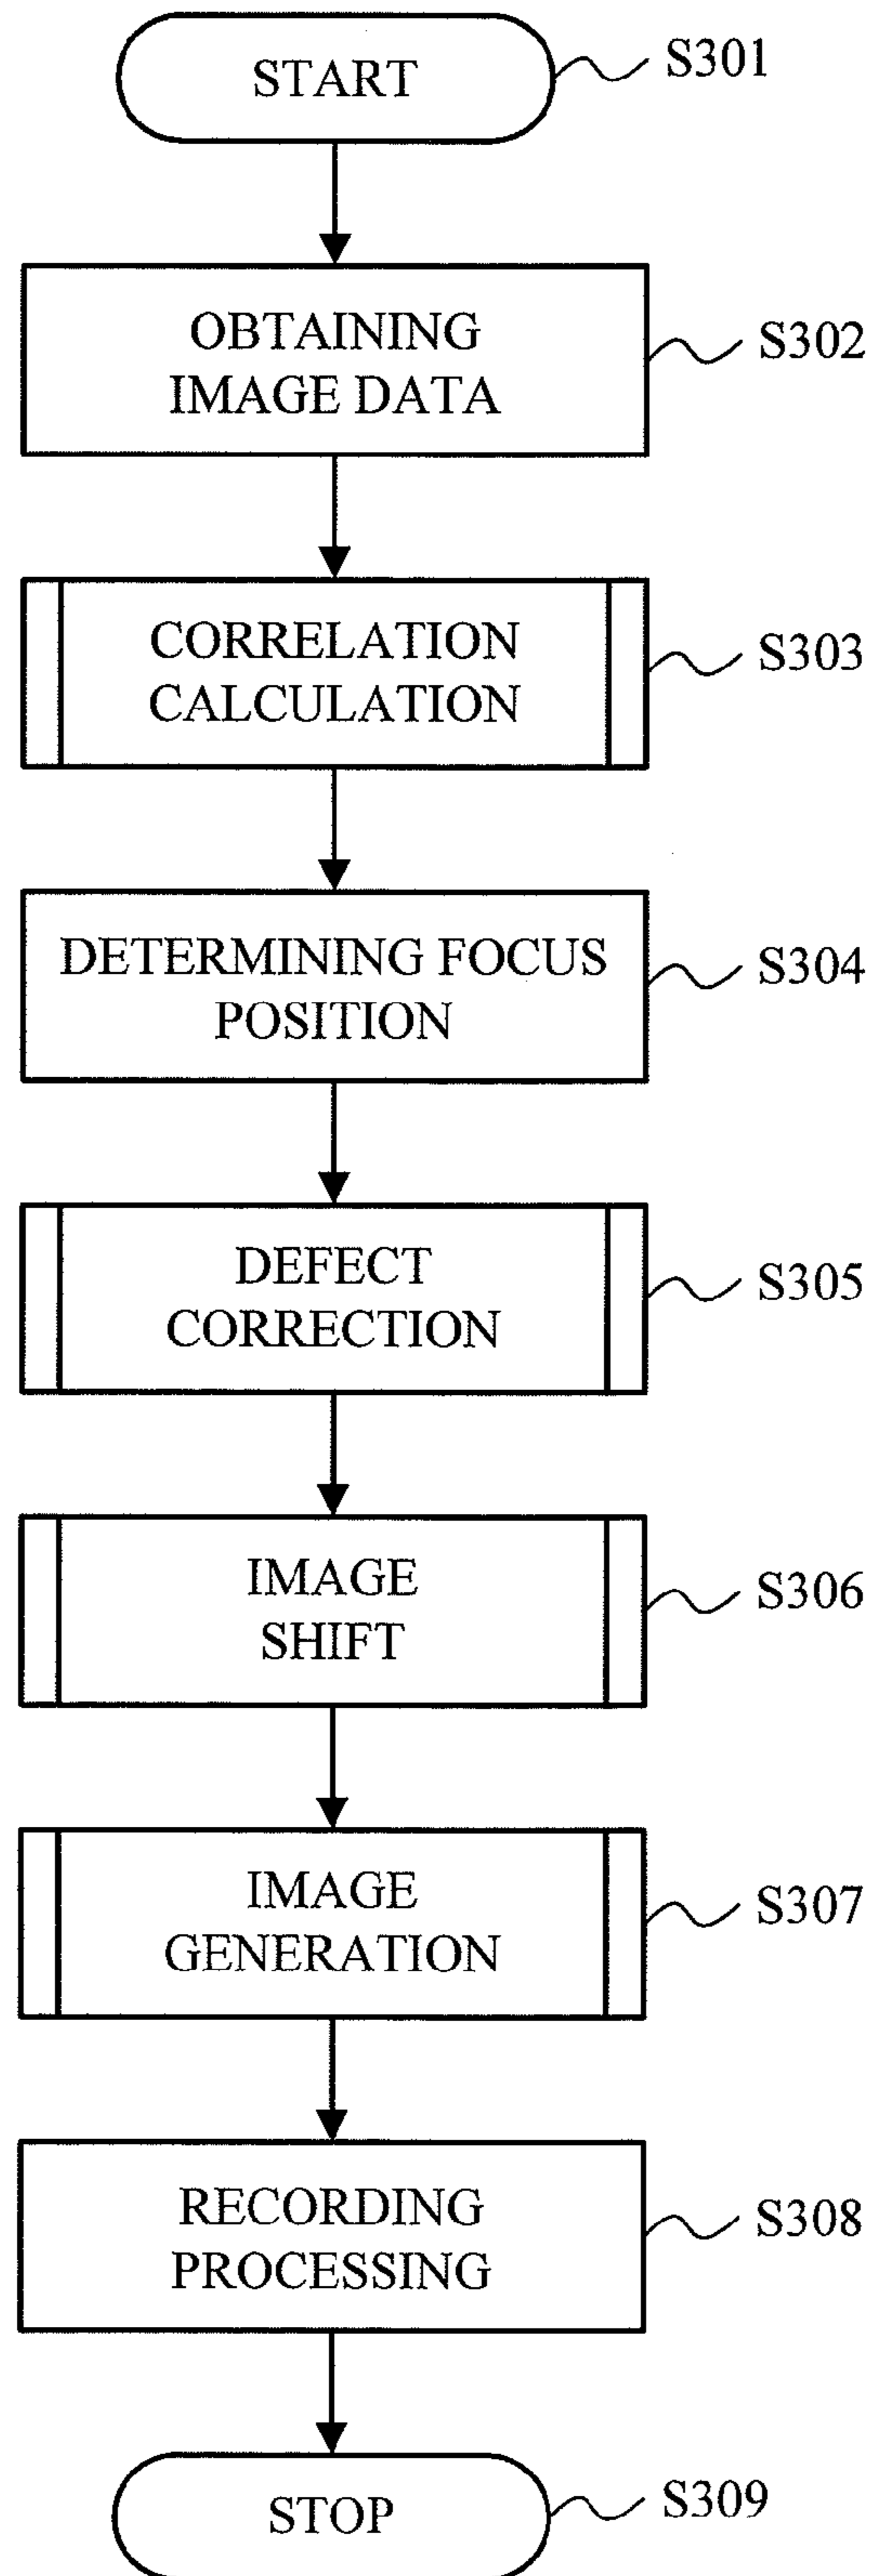 START
S301
OBTAINING
IMAGE DATA
S302
CORRELATION
CALCULATION
S303
DETERMINING FOCUS
POSITION
S304
DEFECT
CORRECTION
S305
IMAGE
SHIFT
S306
IMAGE
GENERATION
S307
RECORDING
PROCESSING
S308
STOP
S309